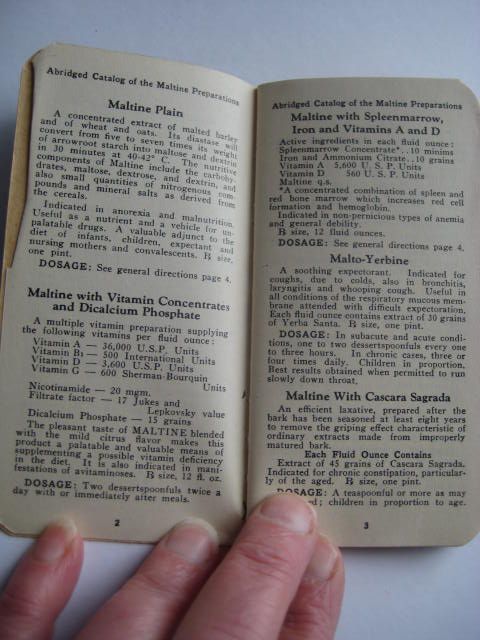 Abridged Catalog of the Maltine Preparations
Maltine Plain
A concentrated extract of malted barley
and of wheat and oats. Its diastase will
convert from five to seven times its weight
of arrowroot starch into maltose and dextrin
in 30 minutes at 40-42° C. The nutritive
components of Maltine include the carbohy-
drates, maltose, dextrose, and dextrin, and
also small quantities of nitrogenous com-
pounds and mineral salts as derived from
the cereals.
Indicated in anorexia and malnutrition.
Useful as a nutrient and a vehicle for un-
palatable drugs. A valuable adjunct to the
diet of infants, children, expectant and
nursing mothers and convalescents. ℞ size,
one pint.
DOSAGE: See general directions page 4.
Maltine with Vitamin Concentrates
and Dicalcium Phosphate
A multiple vitamin preparation supplying
the following vitamins per fluid ounce:
Vitamin A — 36,000 U.S.P. Units
Vitamin B₁ — 500 International Units
Vitamin D — 3,600 U.S.P. Units
Vitamin G — 600 Sherman-Bourquin
Units
Nicotinamide — 20 mgm.
Filtrate factor — 17 Jukes and
Lepkovsky value
Dicalcium Phosphate — 15 grains
The pleasant taste of MALTINE blended
with the mild citrus flavor makes this
product a palatable and valuable means of
supplementing a possible vitamin deficiency
in the diet. It is also indicated in mani-
festations of avitaminoses. ℞ size, 12 fl. oz.
DOSAGE: Two dessertspoonfuls twice a
day with or immediately after meals.
2
Abridged Catalog of the Maltine Preparations
Maltine with Spleenmarrow,
Iron and Vitamins A and D
Active ingredients in each fluid ounce:
Spleenmarrow Concentrate*..10 minims
Iron and Ammonium Citrate..10 grains
Vitamin A 5,600 U. S. P. Units
Vitamin D 560 U. S. P. Units
Maltine q.s.
*A concentrated combination of spleen and
red bone marrow which increases red cell
formation and hemoglobin.
Indicated in non-pernicious types of anemia
and general debility.
℞ size, 12 fluid ounces.
DOSAGE: See general directions page 4.
Malto-Yerbine
A soothing expectorant. Indicated for
coughs, due to colds, also in bronchitis,
laryngitis and whooping cough. Useful in
all conditions of the respiratory mucous mem-
brane attended with difficult expectoration.
Each fluid ounce contains extract of 30 grains
of Yerba Santa. ℞ size, one pint.
DOSAGE: In subacute and acute condi-
tions, one to two dessertspoonfuls every one
to three hours. In chronic cases, three or
four times daily. Children in proportion.
Best results obtained when permitted to run
slowly down throat.
Maltine With Cascara Sagrada
An efficient laxative, prepared after the
bark has been seasoned at least eight years
to remove the griping effect characteristic of
ordinary extracts made from improperly
matured bark.
Each Fluid Ounce Contains
Extract of 45 grains of Cascara Sagrada.
Indicated for chronic constipation, particular-
ly of the aged. ℞ size, one pint.
DOSAGE: A teaspoonful or more as may
; children in proportion to age.
3